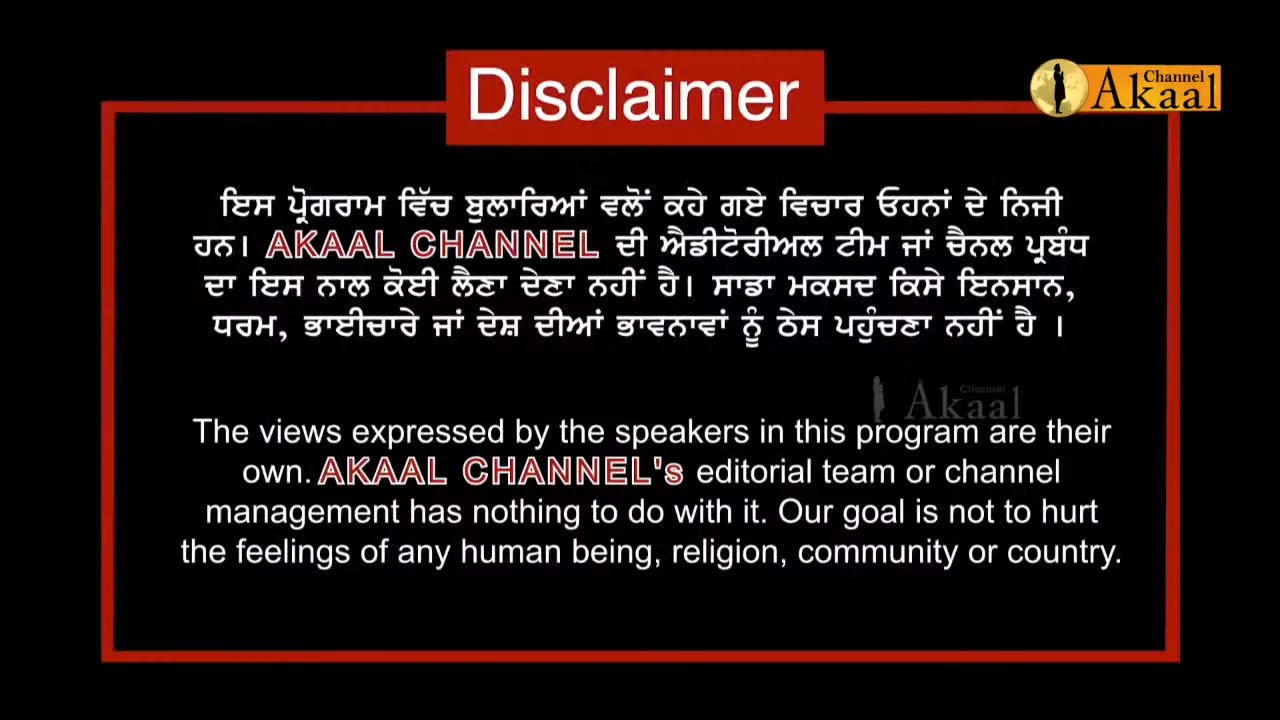 Disclaimer
Channel
Akaal
ਇਸ ਪ੍ਰੋਗਰਾਮ ਵਿੱਚ ਬੁਲਾਰਿਆਂ ਵਲੋਂ ਕਹੇ ਗਏ ਵਿਚਾਰ ਓਹਨਾਂ ਦੇ ਨਿਜੀ
ਹਨ। AKAAL CHANNEL ਦੀ ਐਡੀਟੋਰੀਅਲ ਟੀਮ ਜਾਂ ਚੈਨਲ ਪ੍ਰਬੰਧ
ਦਾ ਇਸ ਨਾਲ ਕੋਈ ਲੈਣਾ ਦੇਣਾ ਨਹੀਂ ਹੈ। ਸਾਡਾ ਮਕਸਦ ਕਿਸੇ ਇਨਸਾਨ,
ਧਰਮ, ਭਾਈਚਾਰੇ ਜਾਂ ਦੇਸ਼ ਦੀਆਂ ਭਾਵਨਾਵਾਂ ਨੂੰ ਠੇਸ ਪਹੁੰਚਣਾ ਨਹੀਂ ਹੈ ।
Channel
Akaal
The views expressed by the speakers in this program are their
own. AKAAL CHANNEL's editorial team or channel
management has nothing to do with it. Our goal is not to hurt
the feelings of any human being, religion, community or country.